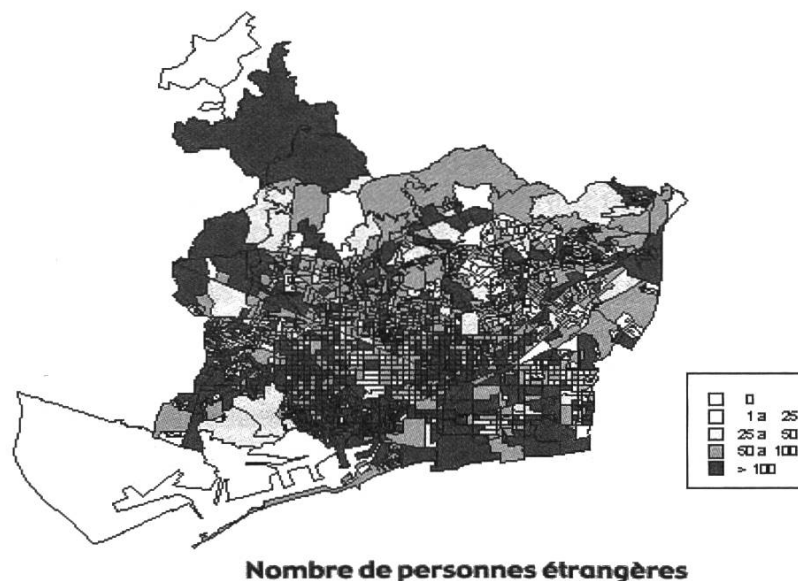 0
1 a 25
25 a 50
50 a 100
> 100
Nombre de personnes étrangères